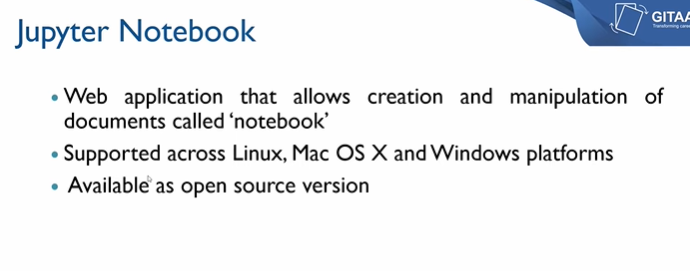 Jupyter Notebook
GITAA
• Web application that allows creation and manipulation of
documents called ‘notebook’
• Supported across Linux, Mac OS X and Windows platforms
• Available as open source version